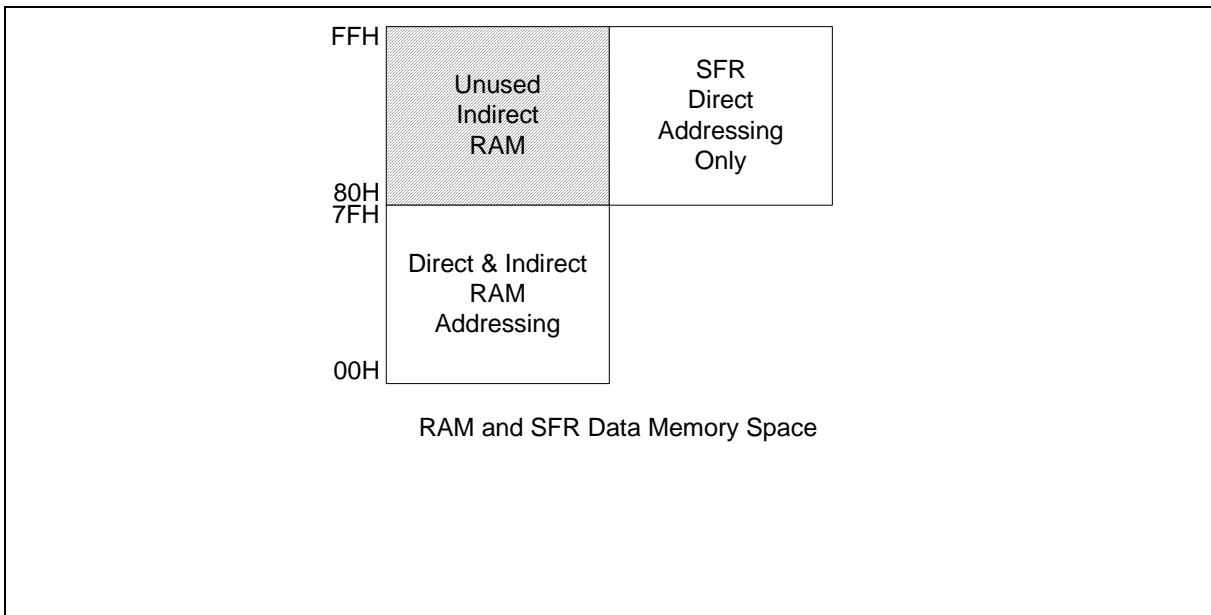 FFH
Unused
Indirect
RAM
SFR
Direct
Addressing
Only
80H
7FH
Direct & Indirect
RAM
Addressing
00H
RAM and SFR Data Memory Space